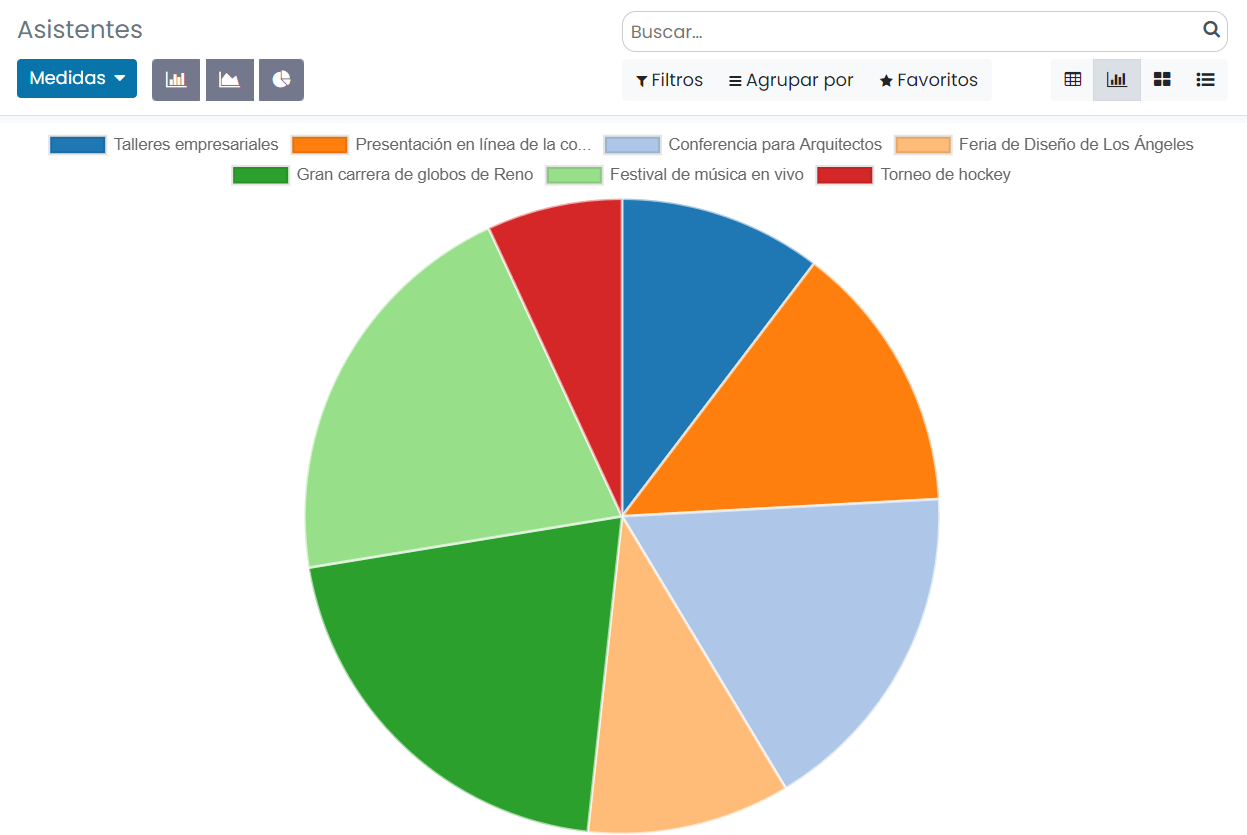 Asistentes
Buscar...
Medidas
Filtros Agrupar por Favoritos
Talleres empresariales Presentación en línea de la co... Conferencia para Arquitectos Feria de Diseño de Los Ángeles
Gran carrera de globos de Reno Festival de música en vivo Torneo de hockey